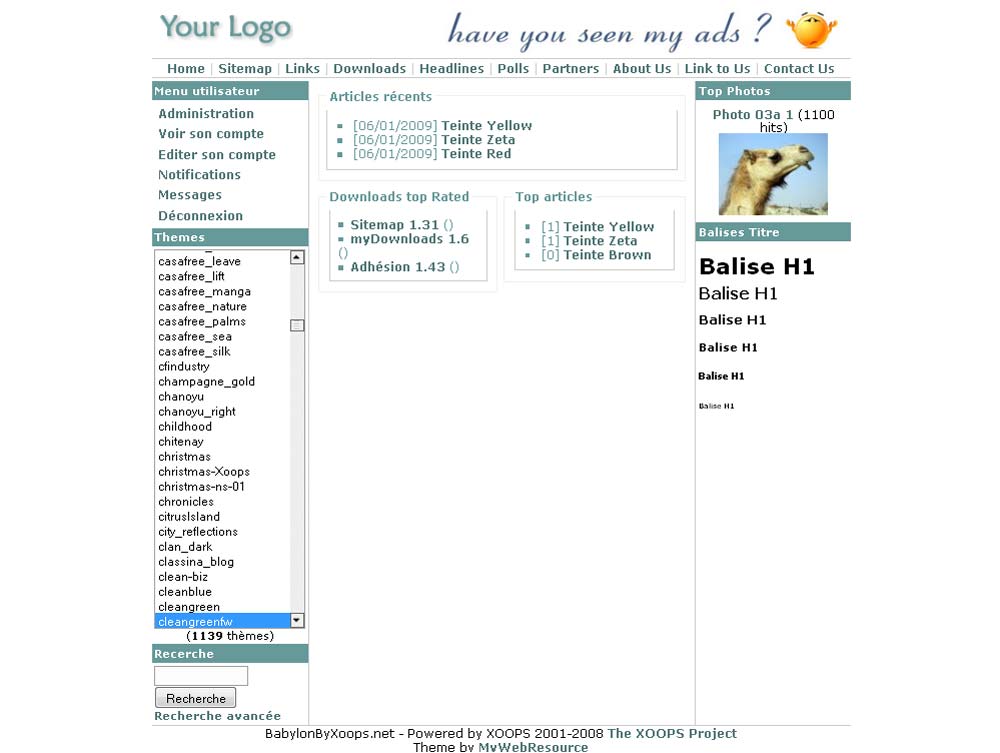 Your Logo
have you seen my ads ?
Home | Sitemap | Links | Downloads | Headlines | Polls | Partners | About Us | Link to Us | Contact Us
Menu utilisateur
Administration
Voir son compte
Editer son compte
Notifications
Messages
Déconnexion
Themes
casafree_leave
casafree_lift
casafree_manga
casafree_nature
casafree_palms
casafree_sea
casafree_silk
cfindustry
champagne_gold
chanoyu
chanoyu_right
childhood
chitenay
christmas
christmas-Xoops
christmas-ns-01
chronicles
citrusIsland
city_reflections
clan_dark
classina_blog
clean-biz
cleanblue
cleangreen
cleangreenfw
(1139 thèmes)
Recerche
Recherche
Recherche avancée
Articles récents
[06/01/2009] Teinte Yellow
[06/01/2009] Teinte Zeta
[06/01/2009] Teinte Red
Downloads top Rated
Sitemap 1.31 ()
myDownloads 1.6
()
Adhésion 1.43 ()
Top articles
[1] Teinte Yellow
[1] Teinte Zeta
[0] Teinte Brown
Top Photos
Photo 03a 1 (1100
hits)
Balises Titre
Balise H1
Balise H1
Balise H1
Balise H1
Balise H1
Balise H1
BabylonByXoops.net - Powered by XOOPS 2001-2008 The XOOPS Project
Theme by MyWebResource